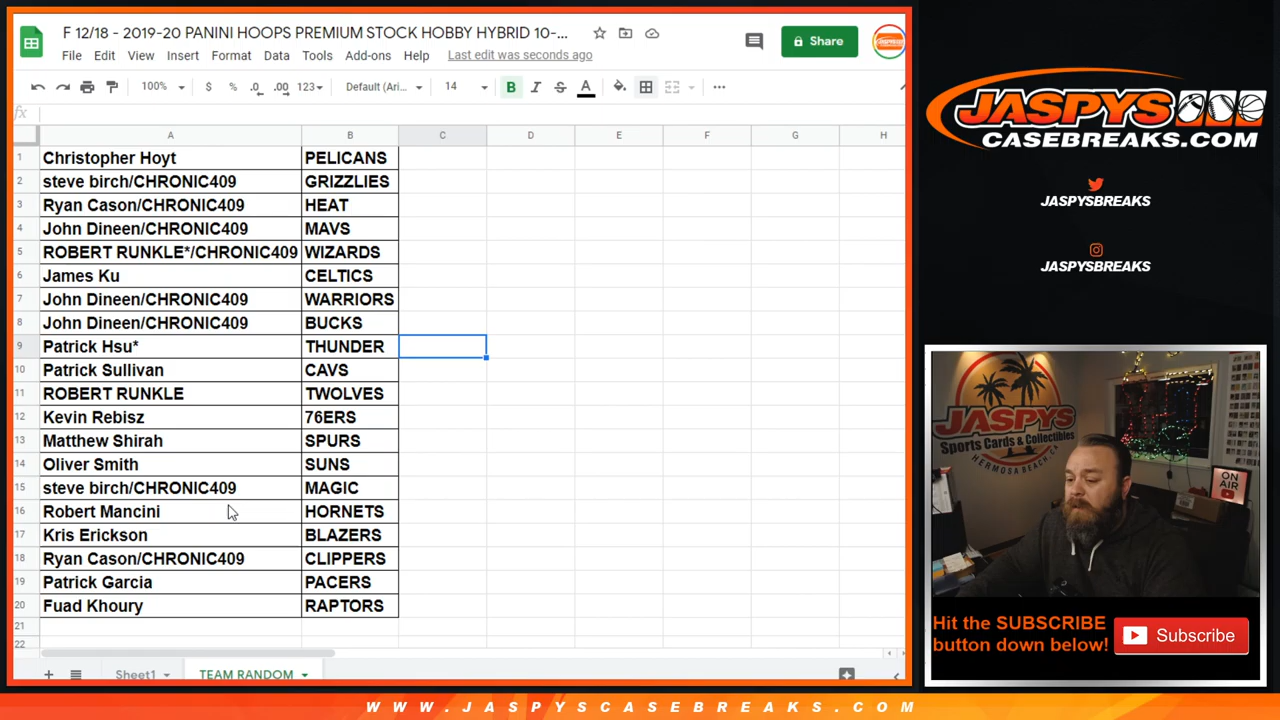 F 12/18 - 2019-20 PANINI HOOPS PREMIUM STOCK HOBBY HYBRID 10-...
Share
File Edit View Insert Format Data Tools Add-ons Help Last edit was seconds ago
100% $ % .0 .00 123 Default (Ari... 14 B I S A ...
fx
A B C D E F G H
1 Christopher Hoyt PELICANS
2 steve birch/CHRONIC409 GRIZZLIES
3 Ryan Cason/CHRONIC409 HEAT
4 John Dineen/CHRONIC409 MAVS
5 ROBERT RUNKLE*/CHRONIC409 WIZARDS
6 James Ku CELTICS
7 John Dineen/CHRONIC409 WARRIORS
8 John Dineen/CHRONIC409 BUCKS
9 Patrick Hsu* THUNDER
10 Patrick Sullivan CAVS
11 ROBERT RUNKLE TWOLVES
12 Kevin Rebisz 76ERS
13 Matthew Shirah SPURS
14 Oliver Smith SUNS
15 steve birch/CHRONIC409 MAGIC
16 Robert Mancini HORNETS
17 Kris Erickson BLAZERS
18 Ryan Cason/CHRONIC409 CLIPPERS
19 Patrick Garcia PACERS
20 Fuad Khoury RAPTORS
21
22
Sheet1 TEAM RANDOM
JASPYS
CASEBREAKS.COM
JASPYSBREAKS
JASPYSBREAKS
JASPYS
Sports Cards & Collectibles
HERMOSA BEACH, CA
ON AIR
Hit the SUBSCRIBE
button down below!
Subscribe
WWW.JASPYSCASEBREAKS.COM